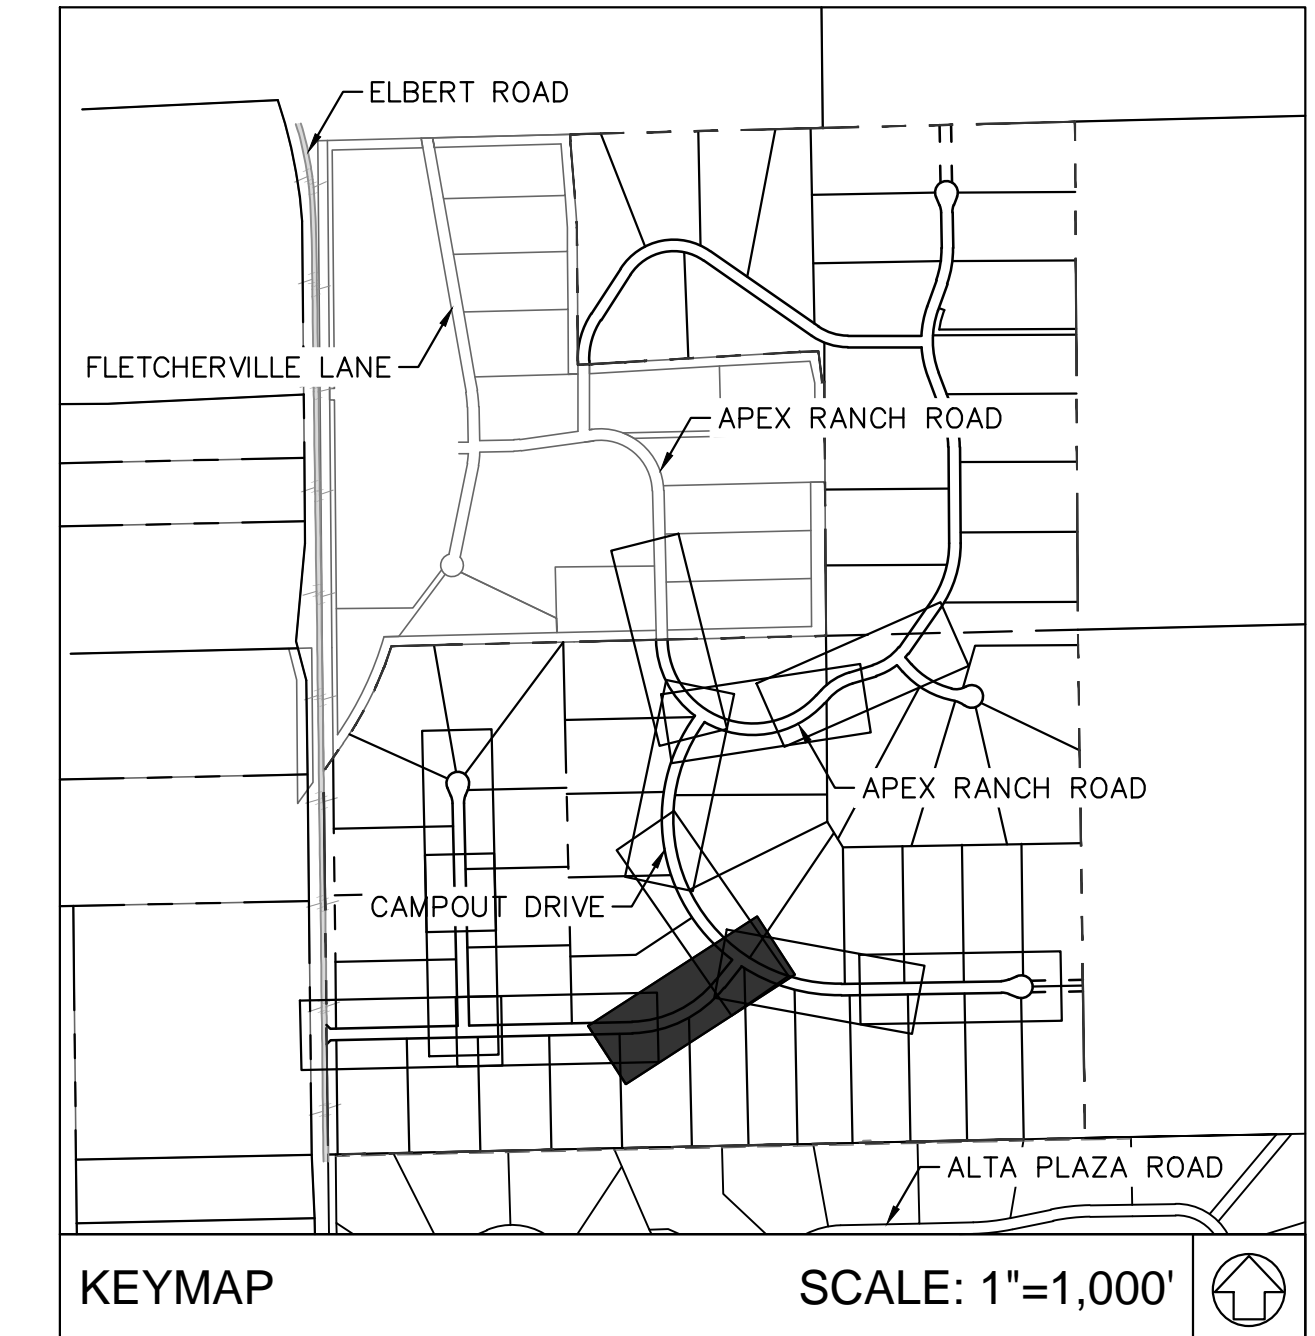 ELBERT ROAD
FLETCHERVILLE LANE
APEX RANCH ROAD
APEX RANCH ROAD
CAMPOUT DRIVE
ALTA PLAZA ROAD
KEYMAP
SCALE: 1"=1,000'